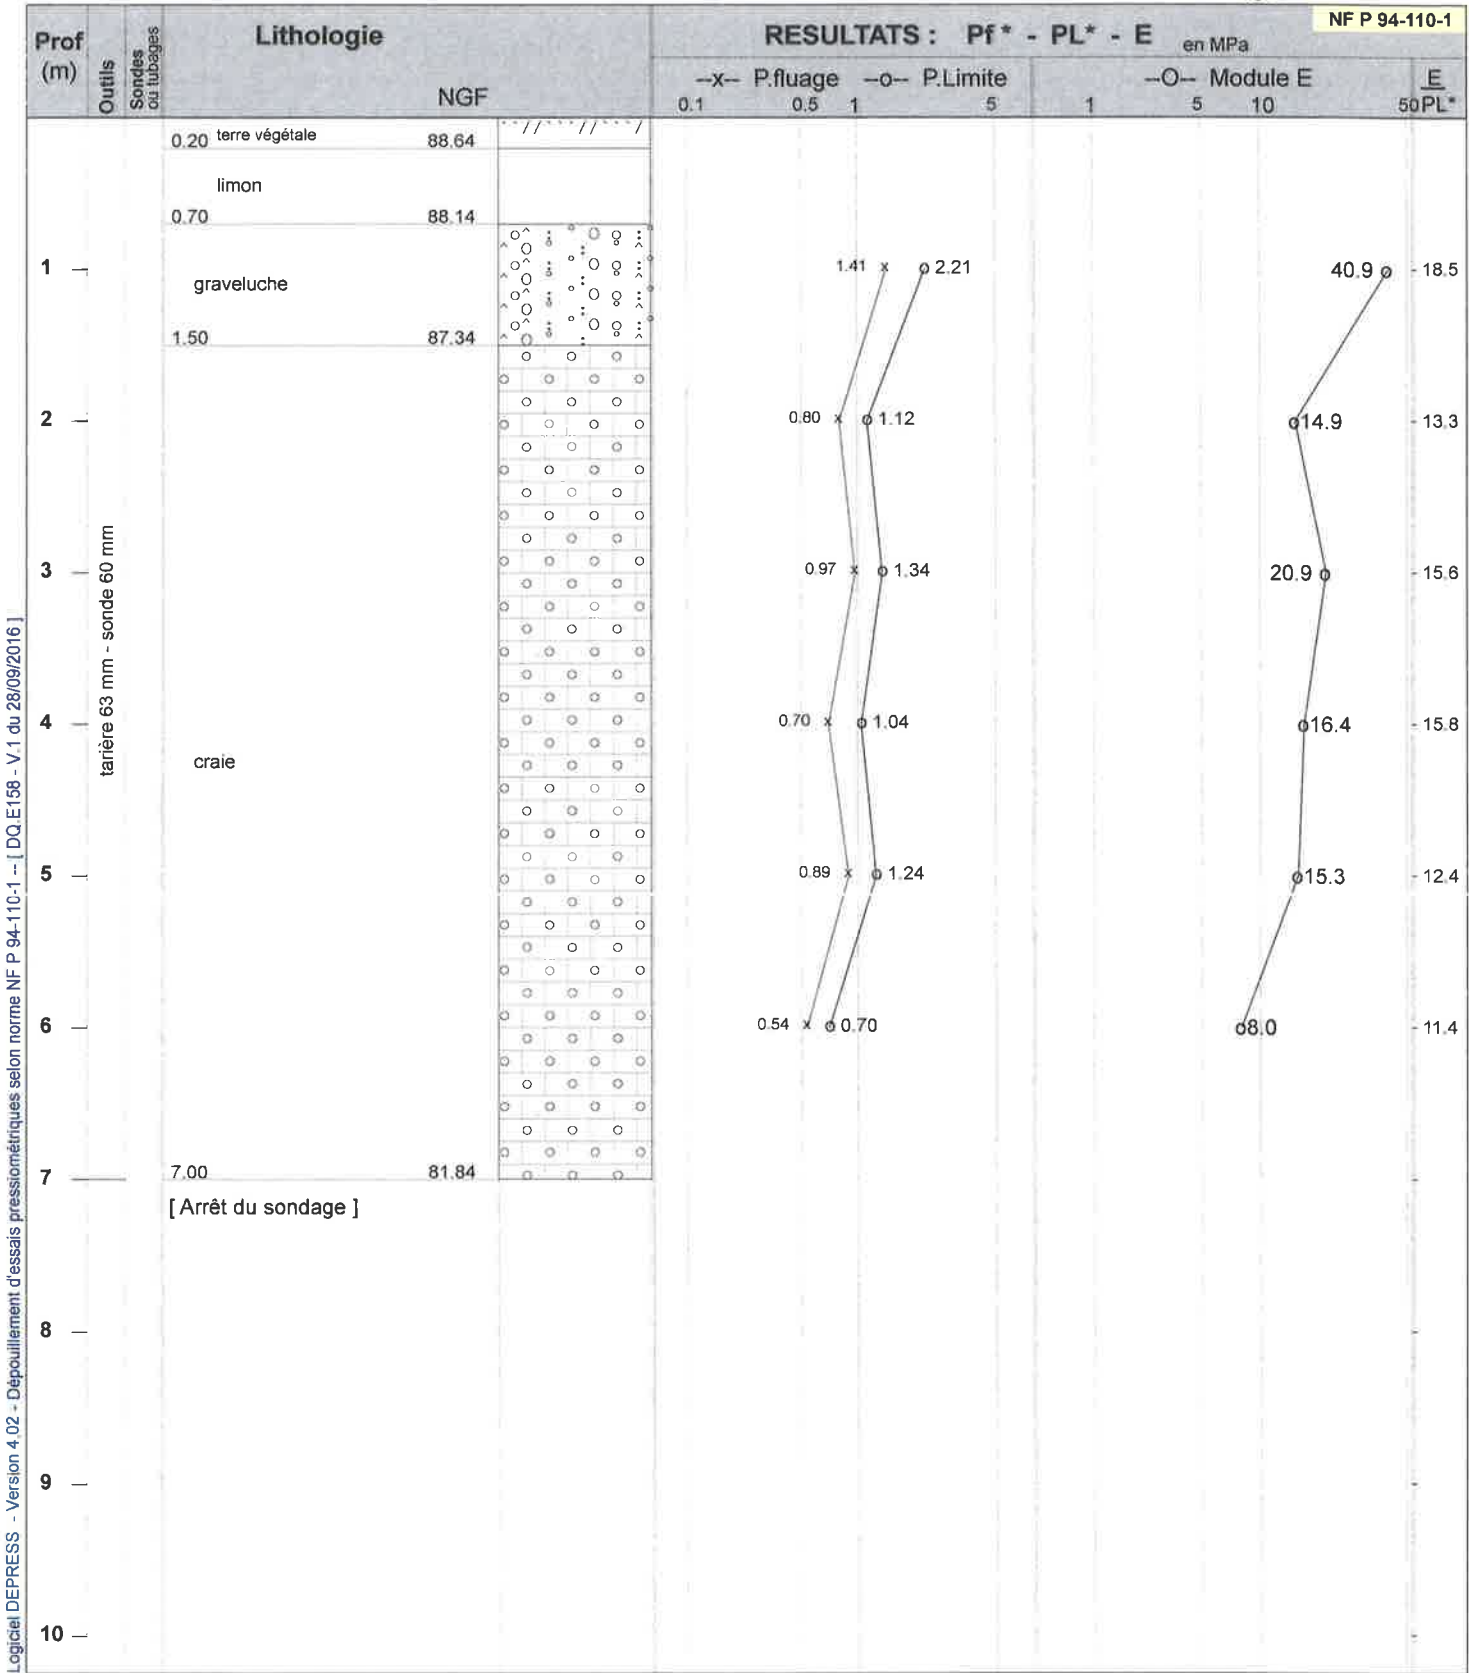 NF P 94-110-1
Prof
(m)
Outils
Sondes
ou tubages
Lithologie
NGF
RESULTATS : Pf* - PL* - E en MPa
--x-- P.fluage --o-- P.Limite
0.1 0.5 1 5
--O-- Module E
1 5 10 50
E
PL*
0.20 terre végétale 88.64
limon
0.70 88.14
1 1.41 x o 2.21 40.9 o 18.5
graveluche
1.50 87.34
2 0.80 x o 1.12 o 14.9 13.3
3 0.97 x o 1.34 20.9 o 15.6
tarière 63 mm - sonde 60 mm
4 0.70 x o 1.04 o 16.4 15.8
craie
5 0.89 x o 1.24 o 15.3 12.4
6 0.54 x o 0.70 o 8.0 11.4
7 7.00 81.84
[ Arrêt du sondage ]
8
9
10
Logiciel DEPRESS - Version 4.02 - Dépouillement d'essais pressiométriques selon norme NF P 94-110-1 -- [ DQ.E158 - V.1 du 28/09/2016 ]